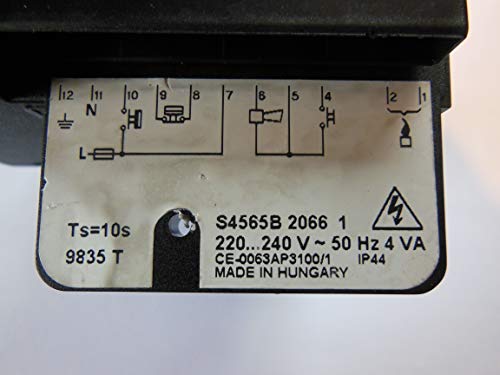 12 11 10 9 8 7 6 5 4 2 1
N
L
Ts=10s
9835 T
S4565B 2066 1
220...240 V ~ 50 Hz 4 VA
CE-0063AP3100/1 IP44
MADE IN HUNGARY